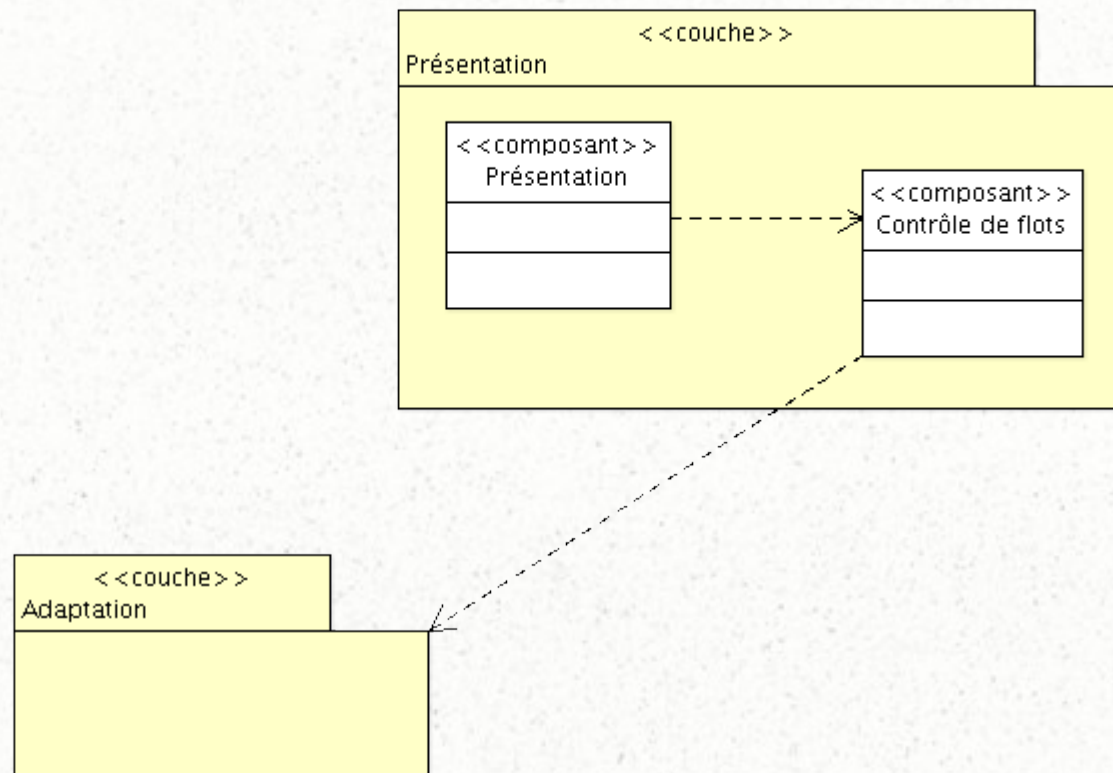 <<couche>>
Présentation
<<composant>>
Présentation
<<composant>>
Contrôle de flots
<<couche>>
Adaptation